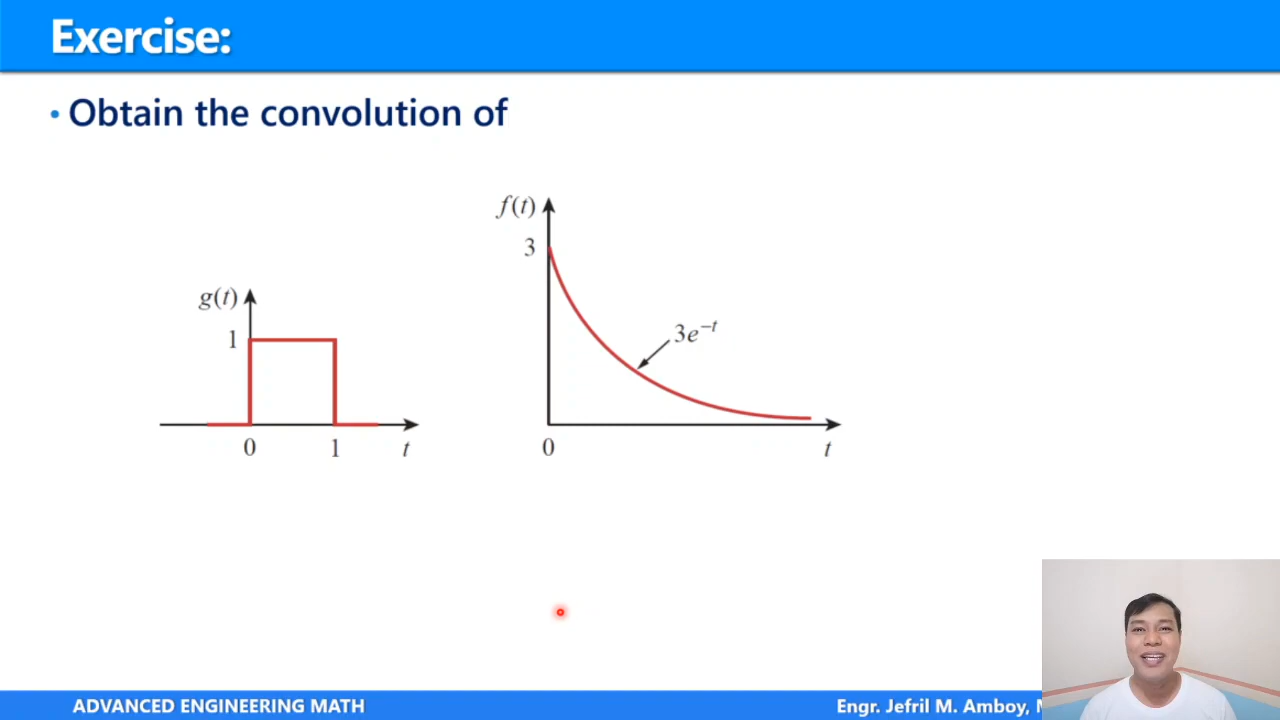 Exercise:
• Obtain the convolution of
f(t)
3
g(t)
1
3e⁻ᵗ
0
1
t
0
t
ADVANCED ENGINEERING MATH
Engr. Jefril M. Amboy,